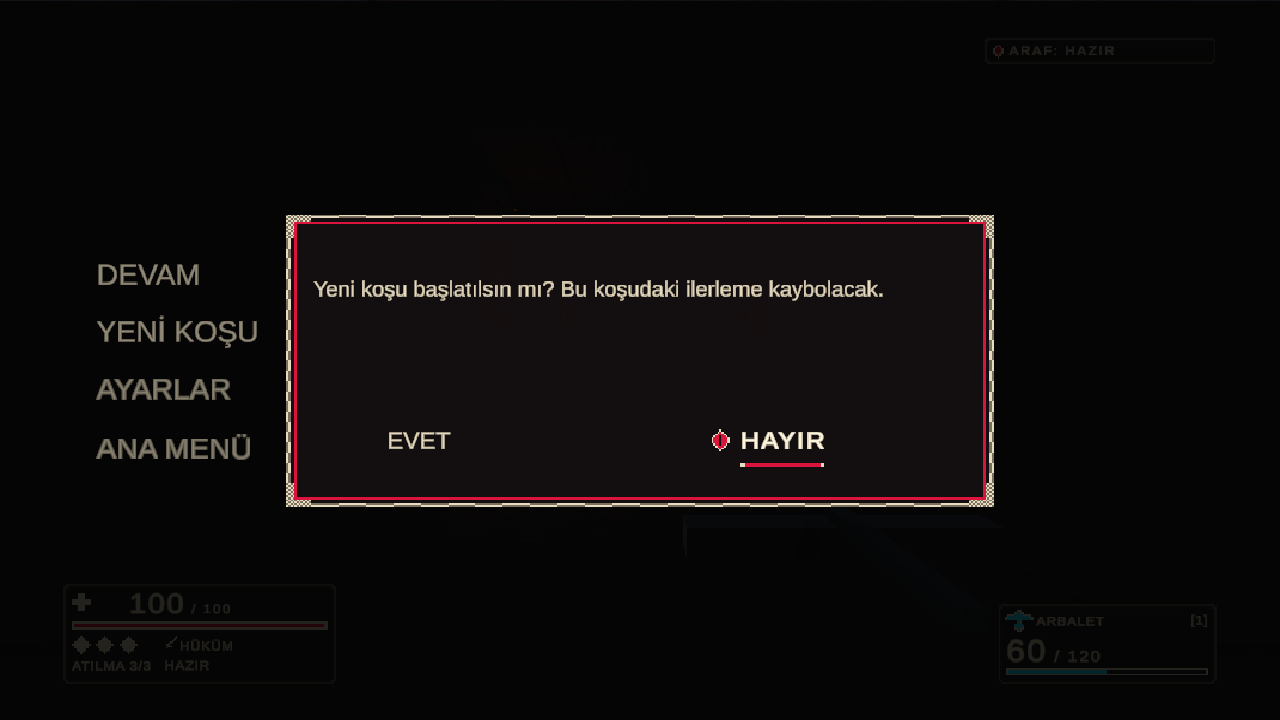 ARAF: HAZIR
DEVAM
YENİ KOŞU
AYARLAR
ANA MENÜ
Yeni koşu başlatılsın mı? Bu koşudaki ilerleme kaybolacak.
EVET
HAYIR
100 / 100
HÜKÜM
ATILMA 3/3 HAZIR
ARBALET [1]
60 / 120